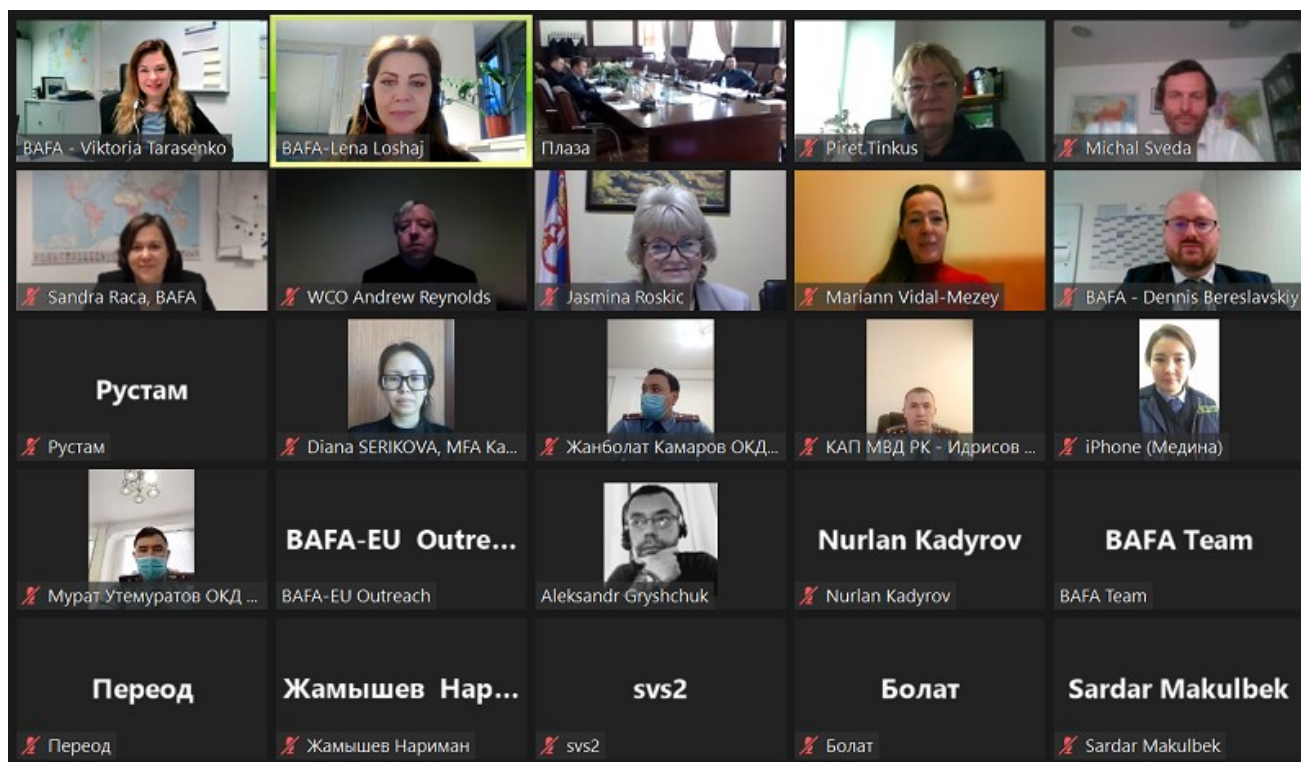 BAFA - Viktoria Tarasenko
BAFA-Lena Loshaj
Плаза
Piret.Tinkus
Michal Sveda
Sandra Raca, BAFA
WCO Andrew Reynolds
Jasmina Roskic
Mariann Vidal-Mezey
BAFA - Dennis Bereslavskiy
Рустам
Рустам
Diana SERIKOVA, MFA Ka...
Жанболат Камаров ОКД...
КАП МВД РК - Идрисов ...
iPhone (Медина)
Мурат Утемуратов ОКД ...
BAFA-EU Outre...
BAFA-EU Outreach
Aleksandr Gryshchuk
Nurlan Kadyrov
Nurlan Kadyrov
BAFA Team
BAFA Team
Переод
Переод
Жамышев Нар...
Жамышев Нариман
svs2
svs2
Болат
Болат
Sardar Makulbek
Sardar Makulbek